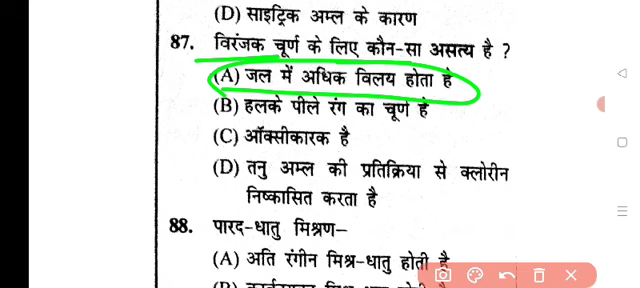 (D) साइट्रिक अम्ल के कारण
87. विरंजक चूर्ण के लिए कौन-सा असत्य है ?
(A) जल में अधिक विलय होता है
(B) हलके पीले रंग का चूर्ण है
(C) ऑक्सीकारक है
(D) तनु अम्ल की प्रतिक्रिया से क्लोरीन
निष्कासित करता है
88. पारद-धातु मिश्रण–
(A) अति रंगीन मिश्र-धातु होती है